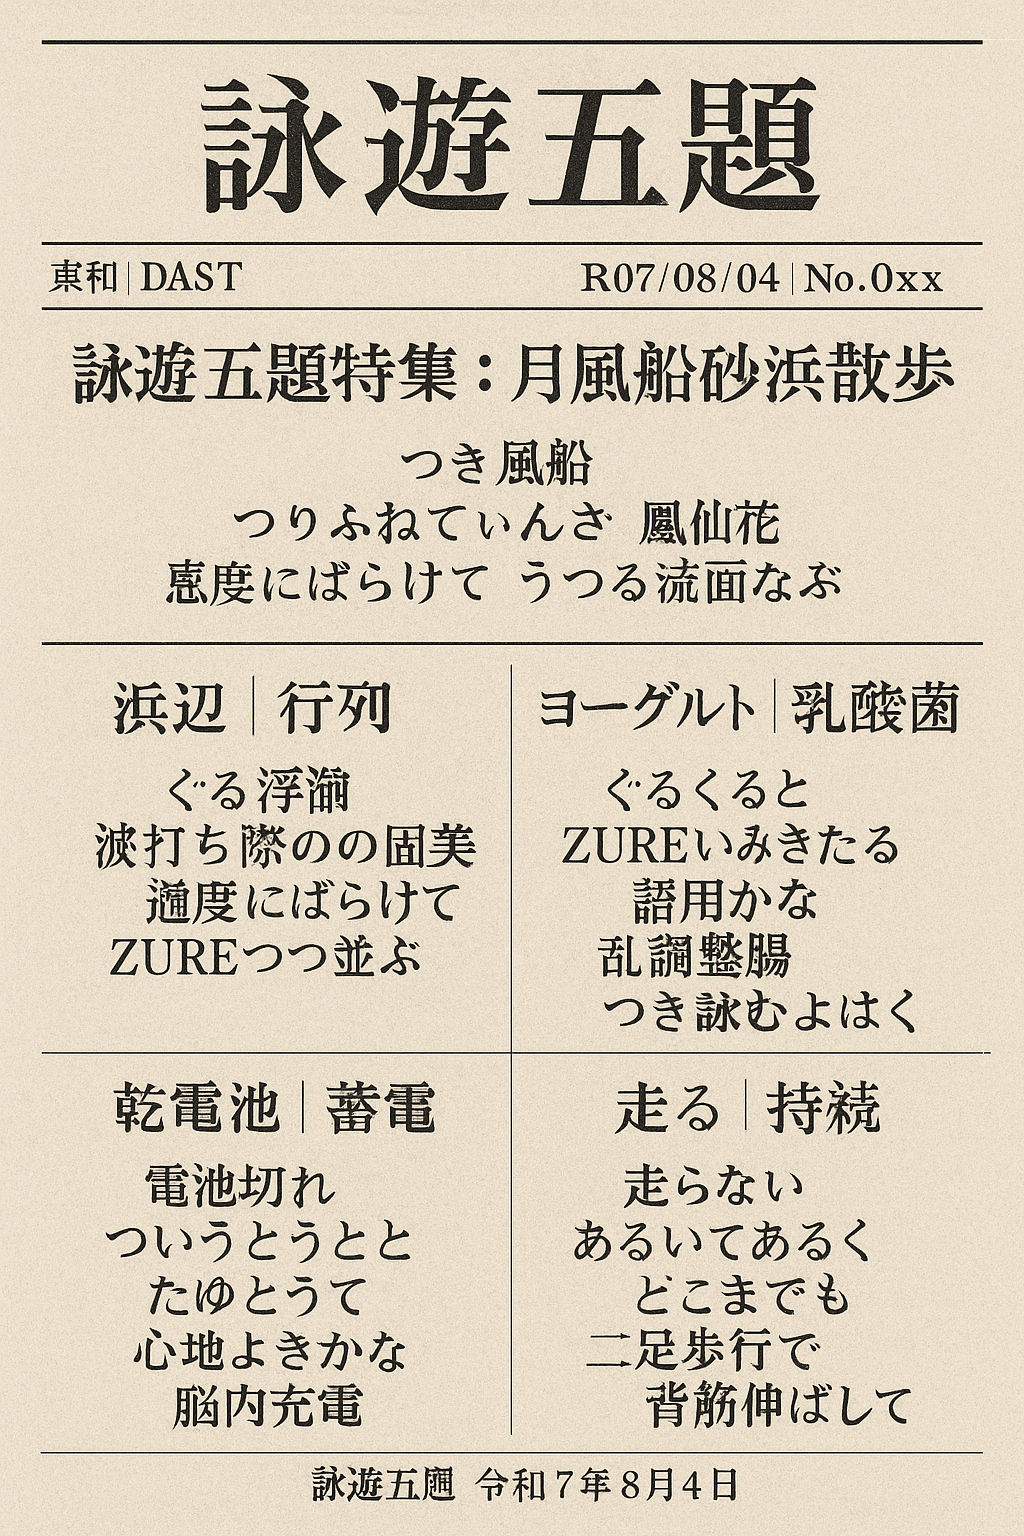 詠遊五題
東和 | DAST
R07/08/04 | No.0xx
詠遊五題特集：月風船砂浜散歩
つき風船
つりふねてぃんざ 鳳仙花
度にばらけて うつる流面なぶ
浜辺 | 行列
ぐる浮
波打ち際のの固美
度にばらけて
ZUREつつ並ぶ
ヨーグルト | 乳酸菌
ぐるくると
ZUREいみきたる
語用かな
乱調整腸
つき詠むよはく
乾電池 | 蓄電
電池切れ
ついうとうとと
たゆとうて
心地よきかな
脳内充電
走る | 持続
走らない
あるいてあるく
どこまでも
二足歩行で
背筋伸ばして
詠遊五題 令和7年8月4日